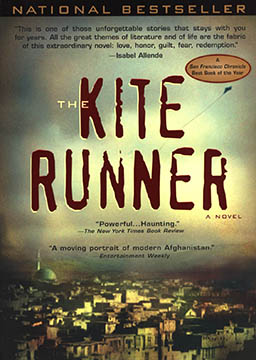 NATIONAL BESTSELLER
"This is one of those unforgettable stories that stays with you
for years. All the great themes of literature and of life are the fabric
of this extraordinary novel: love, honor, guilt, fear, redemption."
—Isabel Allende
A
San Francisco Chronicle
Best Book of the Year
THE
KITE
RUNNER
A NOVEL
"Powerful...Haunting."
—The New York Times Book Review
"A moving portrait of modern Afghanistan."
—Entertainment Weekly